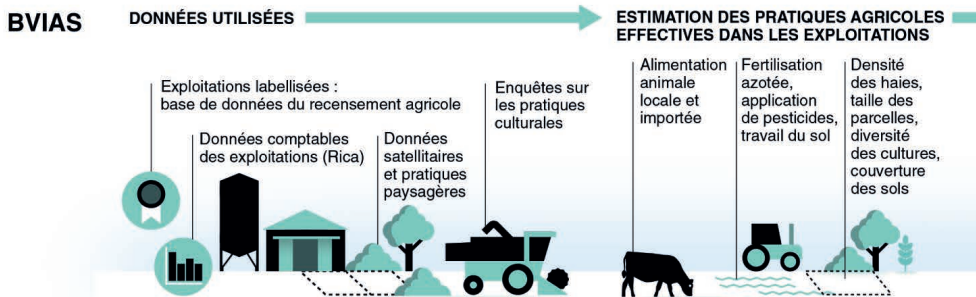 BVIAS
DONNÉES UTILISÉES
ESTIMATION DES PRATIQUES AGRICOLES
EFFECTIVES DANS LES EXPLOITATIONS
Exploitations labellisées :
base de données du recensement agricole
Données comptables
des exploitations (Rica)
Données
satellitaires
et pratiques
paysagères
Enquêtes sur
les pratiques
culturales
Alimentation
animale
locale et
importée
Fertilisation
azotée,
application
de pesticides,
travail du sol
Densité
des haies,
taille des
parcelles,
diversité
des cultures,
couverture
des sols